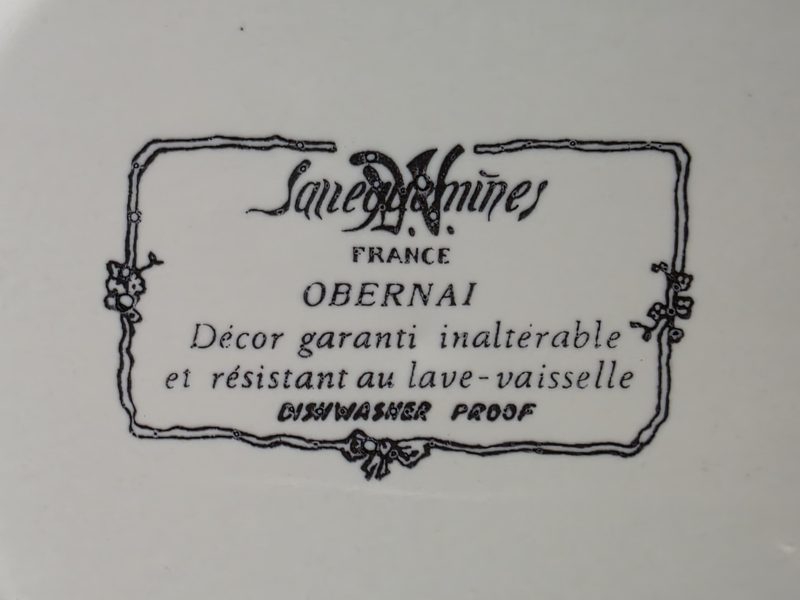 Sarreguemines
D.V.
FRANCE
OBERNAI
Décor garanti inaltérable
et résistant au lave-vaisselle
DISHWASHER PROOF